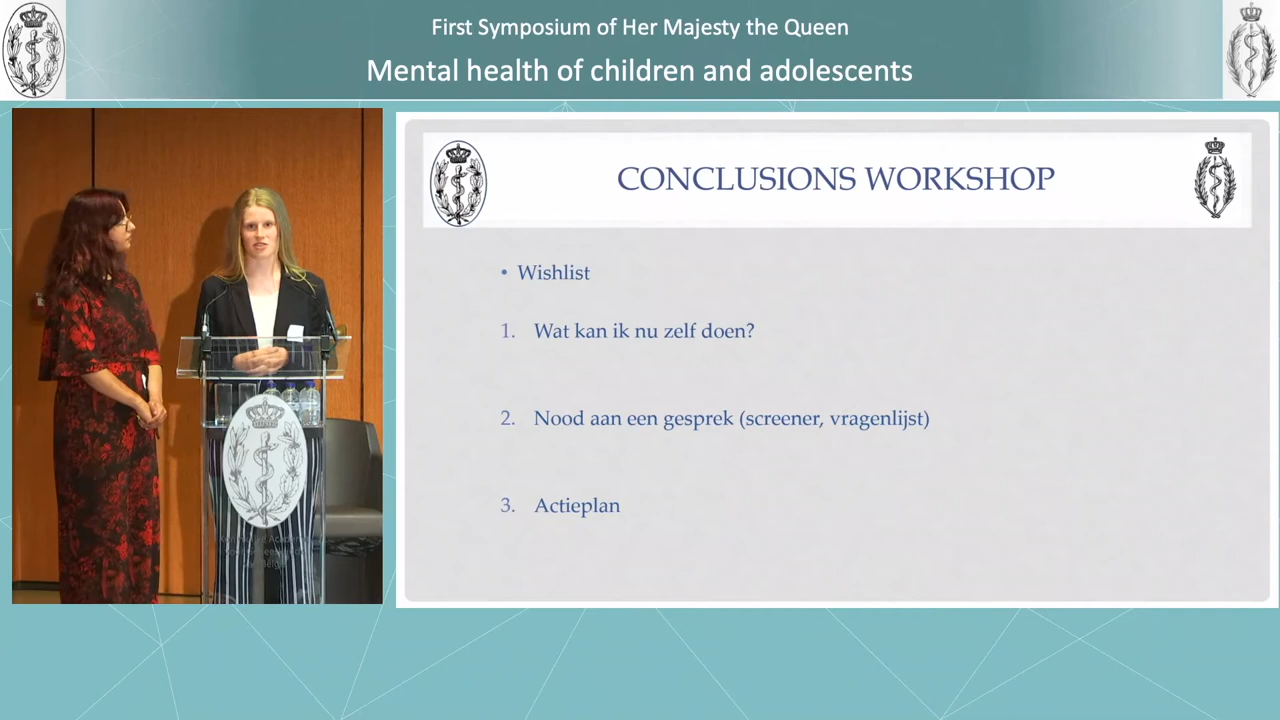 First Symposium of Her Majesty the Queen
Mental health of children and adolescents
CONCLUSIONS WORKSHOP
• Wishlist
1. Wat kan ik nu zelf doen?
2. Nood aan een gesprek (screener, vragenlijst)
3. Actieplan